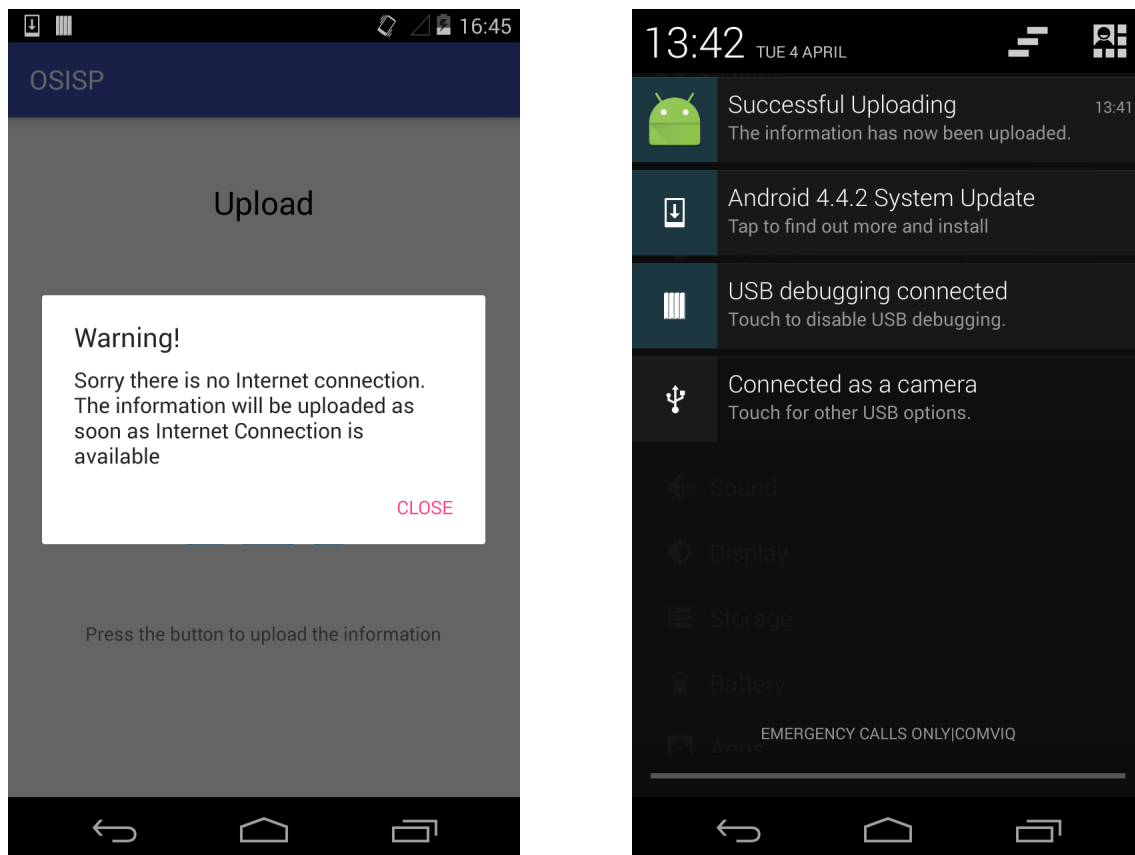 16:45
OSISP
Upload
Warning!
Sorry there is no Internet connection.
The information will be uploaded as
soon as Internet Connection is
available
CLOSE
Press the button to upload the information
13:42 TUE 4 APRIL
Successful Uploading 13:41
The information has now been uploaded.
Android 4.4.2 System Update
Tap to find out more and install
USB debugging connected
Touch to disable USB debugging.
Connected as a camera
Touch for other USB options.
Sound
Display
Storage
Battery
EMERGENCY CALLS ONLY|COMVIQ
Apps